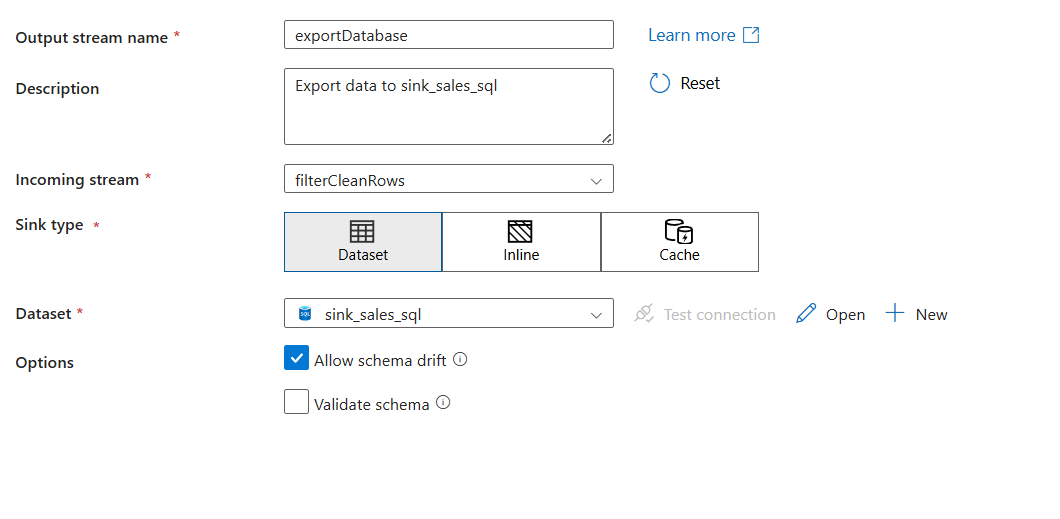 Output stream name * exportDatabase Learn more
Description Export data to sink_sales_sql Reset
Incoming stream * filterCleanRows
Sink type * Dataset Inline Cache
Dataset * SQL sink_sales_sql Test connection Open New
Options Allow schema drift
Validate schema